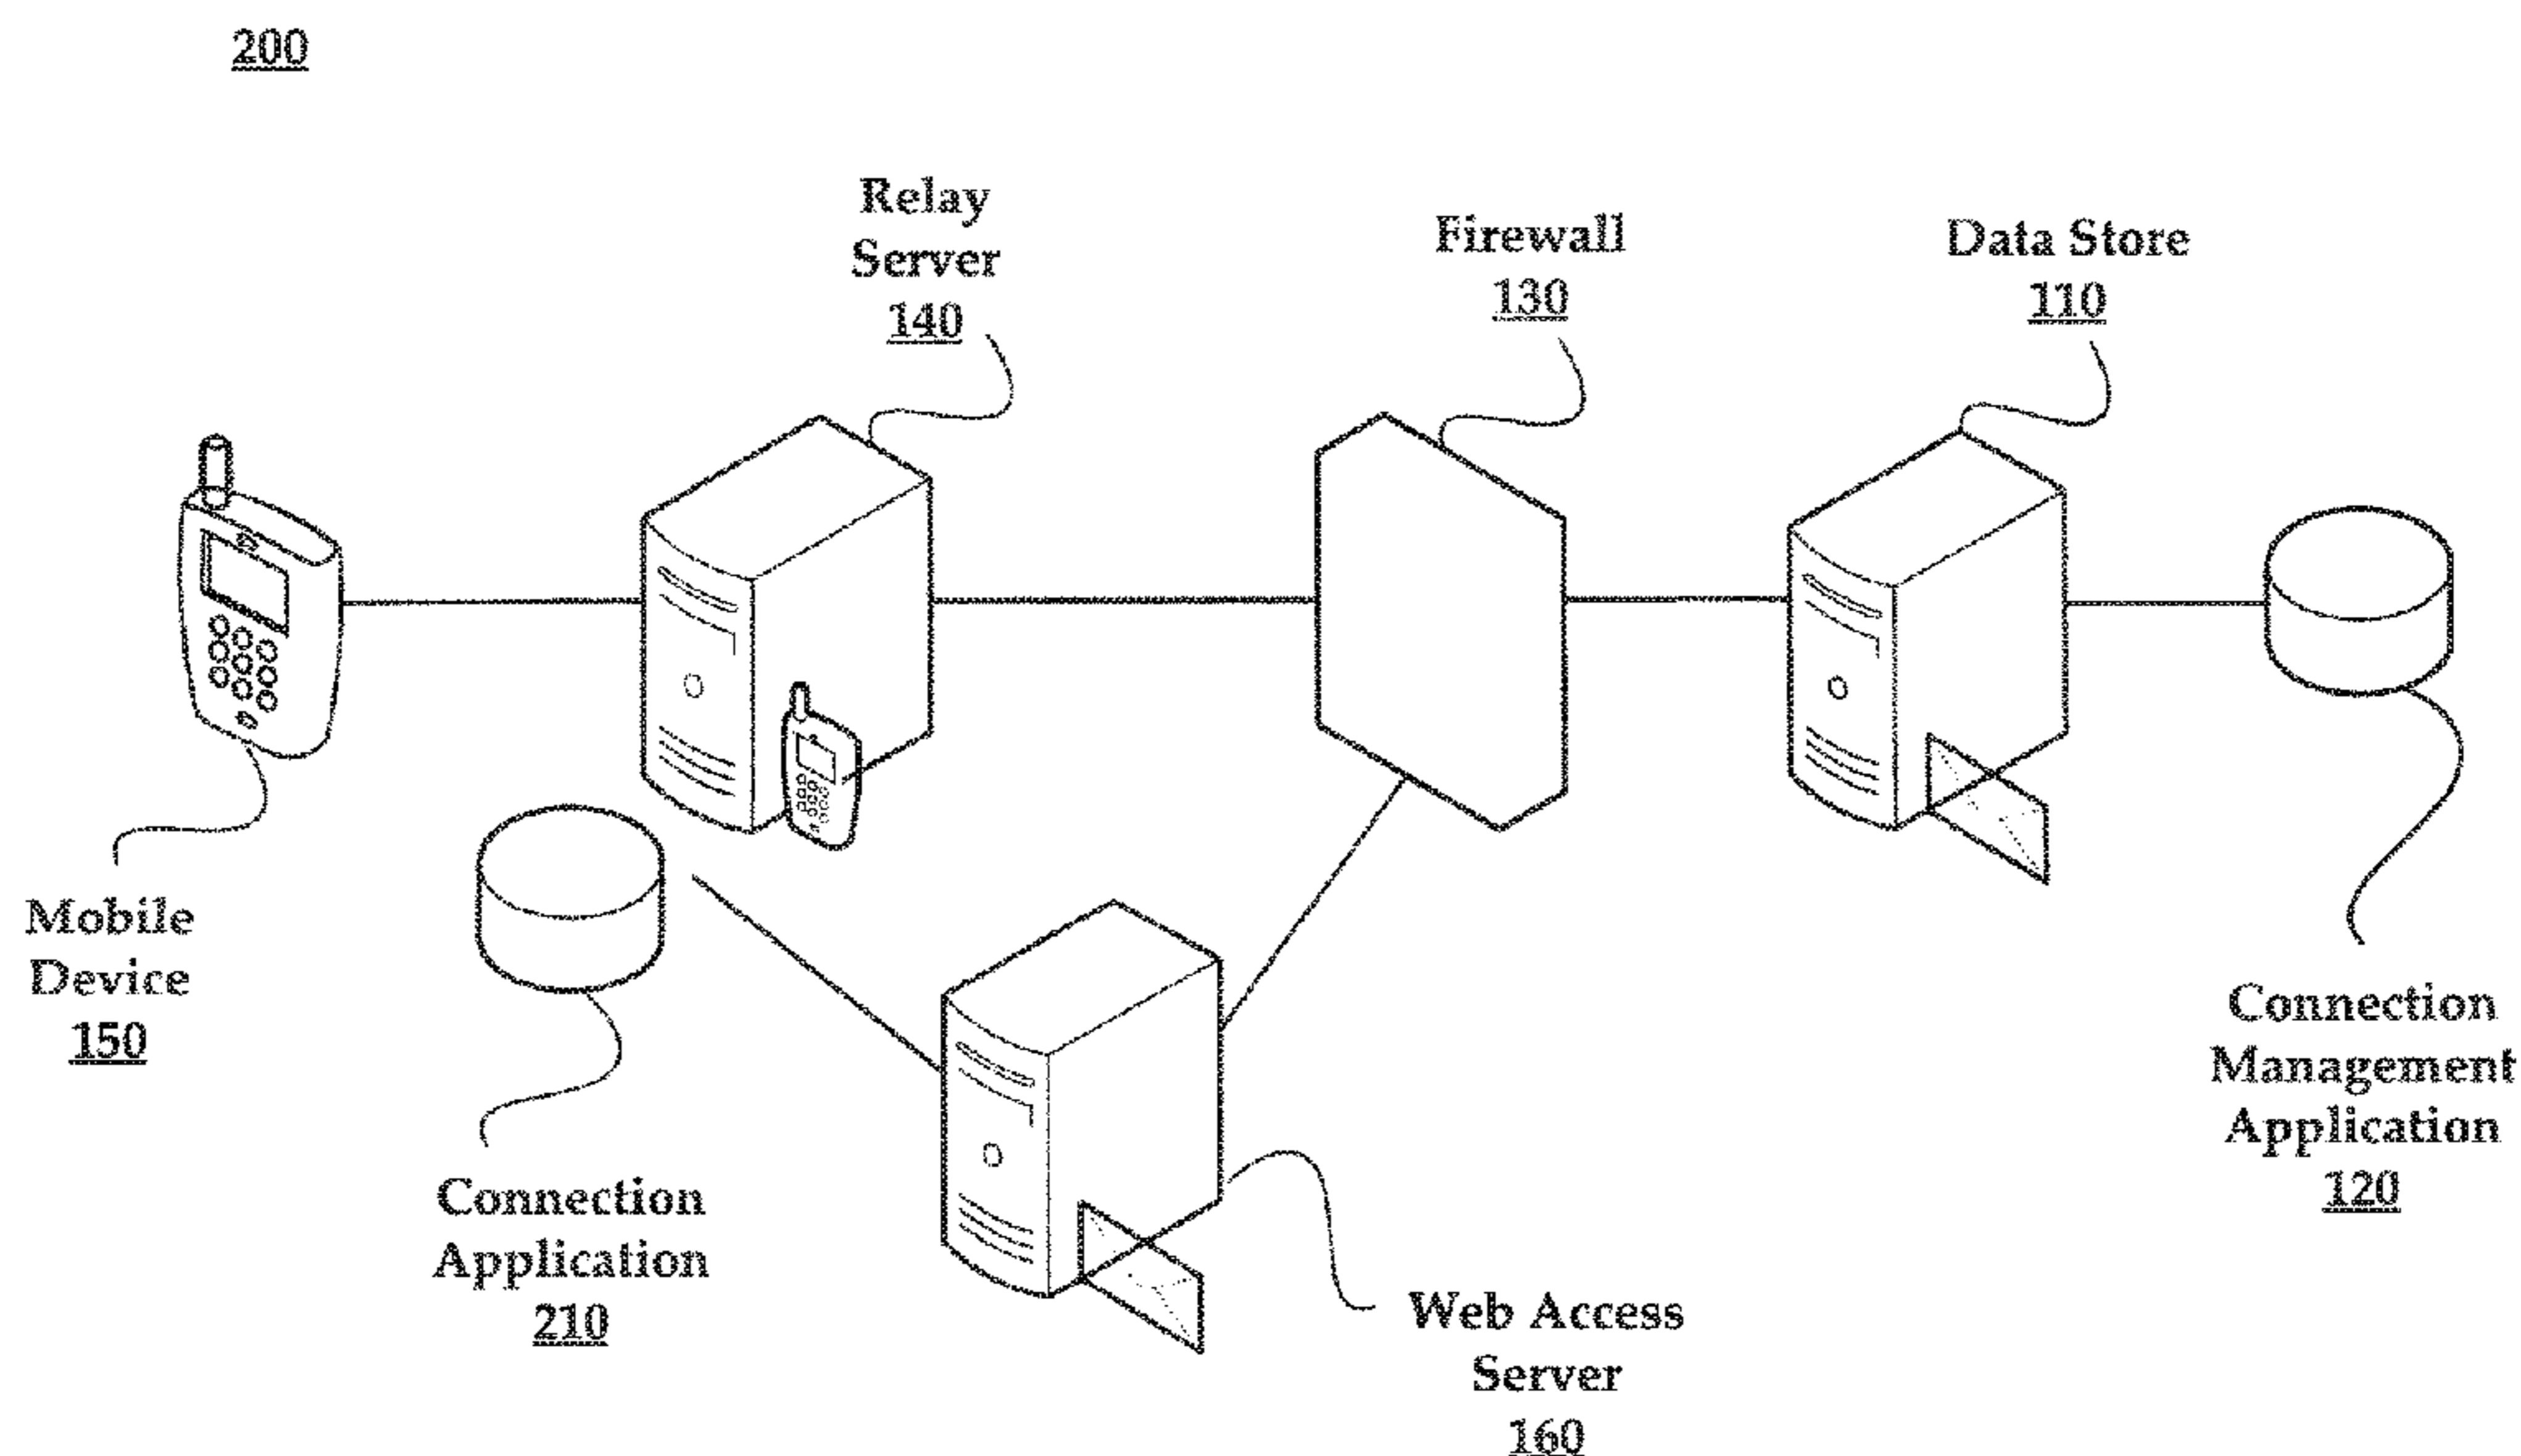 200
Relay
Server
140
Firewall
130
Data Store
110
Mobile
Device
150
Connection
Application
210
Web Access
Server
160
Connection
Management
Application
120